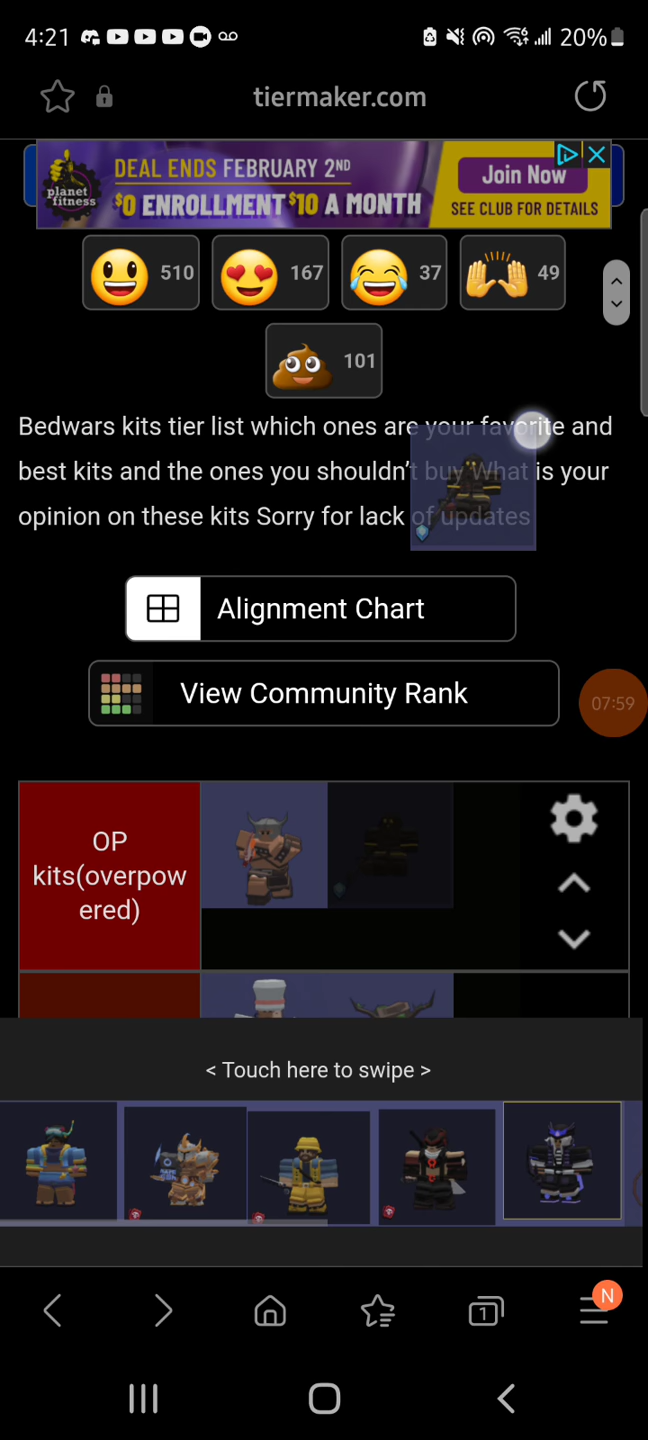 4:21
20%
tiermaker.com
planet fitness
DEAL ENDS FEBRUARY 2ND
$0 ENROLLMENT $10 A MONTH
Join Now
SEE CLUB FOR DETAILS
510
167
37
49
101
Bedwars kits tier list which ones are your favorite and
best kits and the ones you shouldn't buy What is your
opinion on these kits Sorry for lack of updates
Alignment Chart
View Community Rank
07:59
OP
kits(overpow
ered)
< Touch here to swipe >
1
N